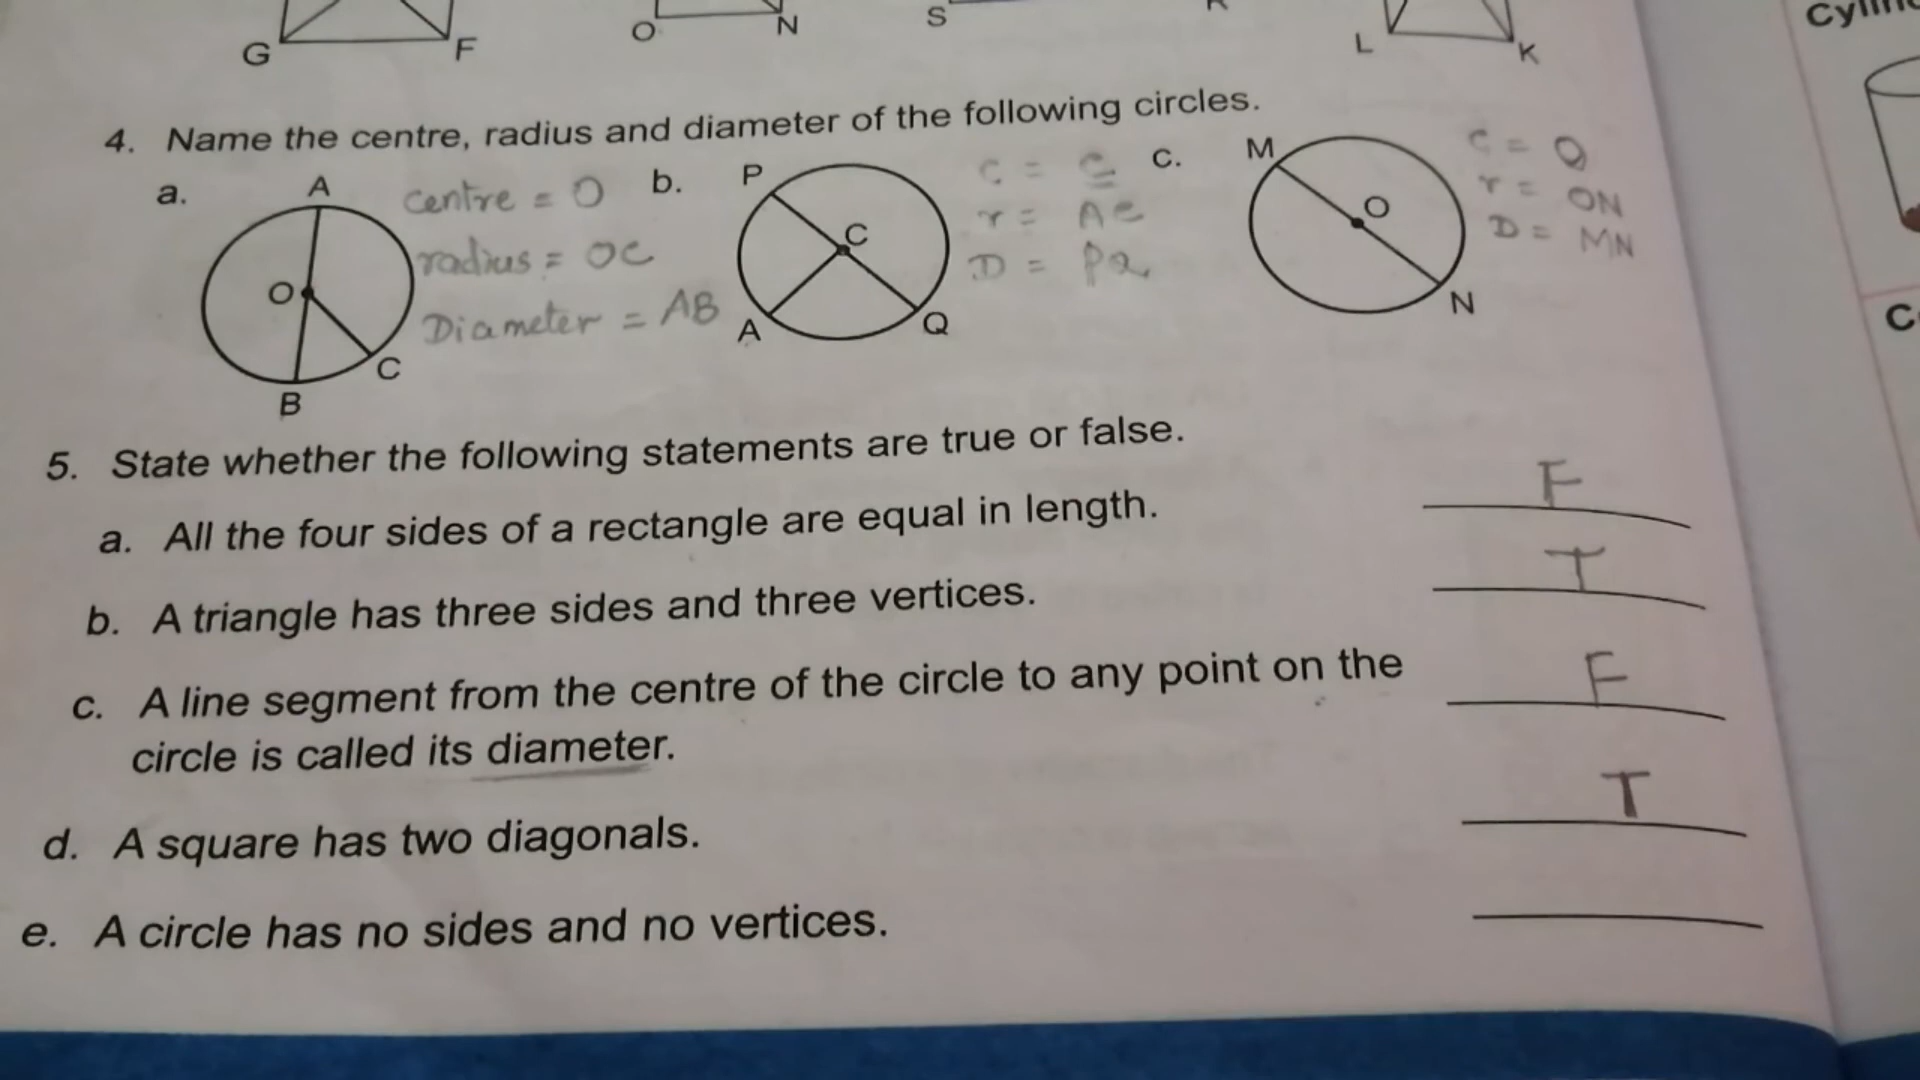 G F O N S L K
4. Name the centre, radius and diameter of the following circles.
a. A O B C
centre = O
radius = OC
Diameter = AB
b. P C A Q
C = C
r = AC
D = PQ
c. M O N
C = O
r = ON
D = MN
5. State whether the following statements are true or false.
a. All the four sides of a rectangle are equal in length. F
b. A triangle has three sides and three vertices. T
c. A line segment from the centre of the circle to any point on the F
circle is called its diameter.
d. A square has two diagonals. T
e. A circle has no sides and no vertices.